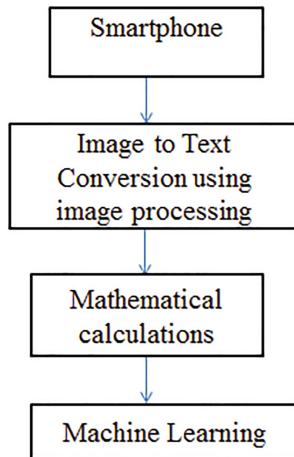 Smartphone
Image to Text
Conversion using
image processing
Mathematical
calculations
Machine Learning